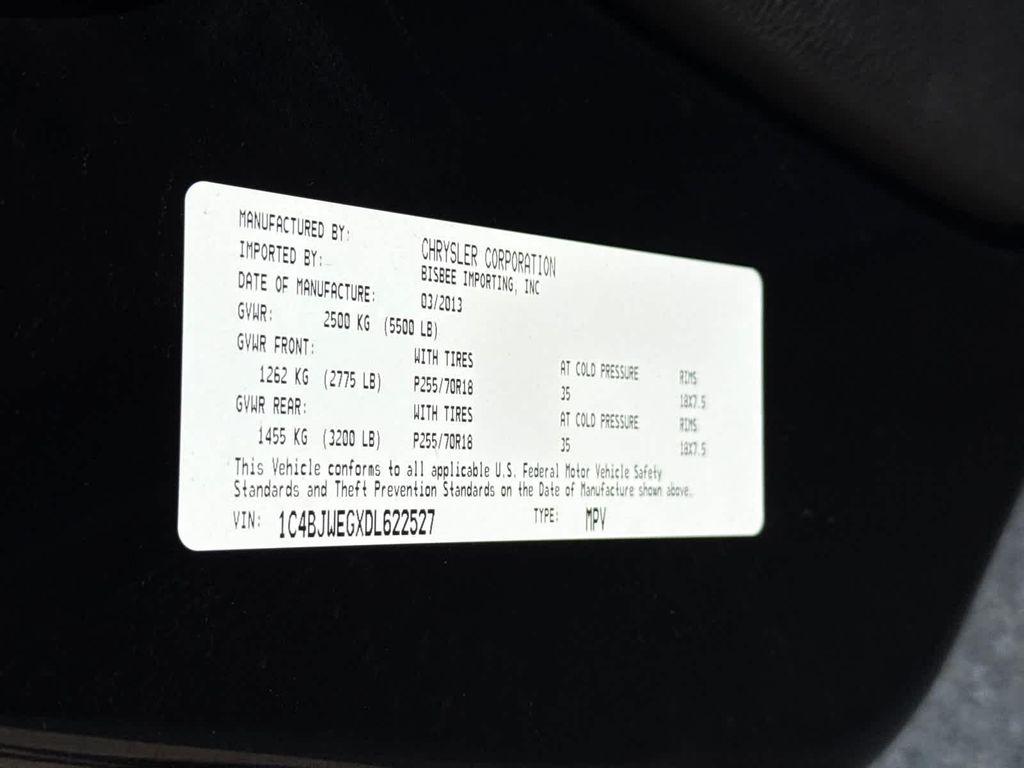 MANUFACTURED BY: CHRYSLER CORPORATION
IMPORTED BY: BISBEE IMPORTING, INC
DATE OF MANUFACTURE: 03/2013
GVWR: 2500 KG (5500 LB)
GVWR FRONT: WITH TIRES AT COLD PRESSURE RIMS
1262 KG (2775 LB) P255/70R18 35 18X7.5
GVWR REAR: WITH TIRES AT COLD PRESSURE RIMS
1455 KG (3200 LB) P255/70R18 35 18X7.5
This Vehicle conforms to all applicable U.S. Federal Motor Vehicle Safety
Standards and Theft Prevention Standards on the Date of Manufacture shown above.
VIN: 1C4BJWEGXDL622527 TYPE: MPV